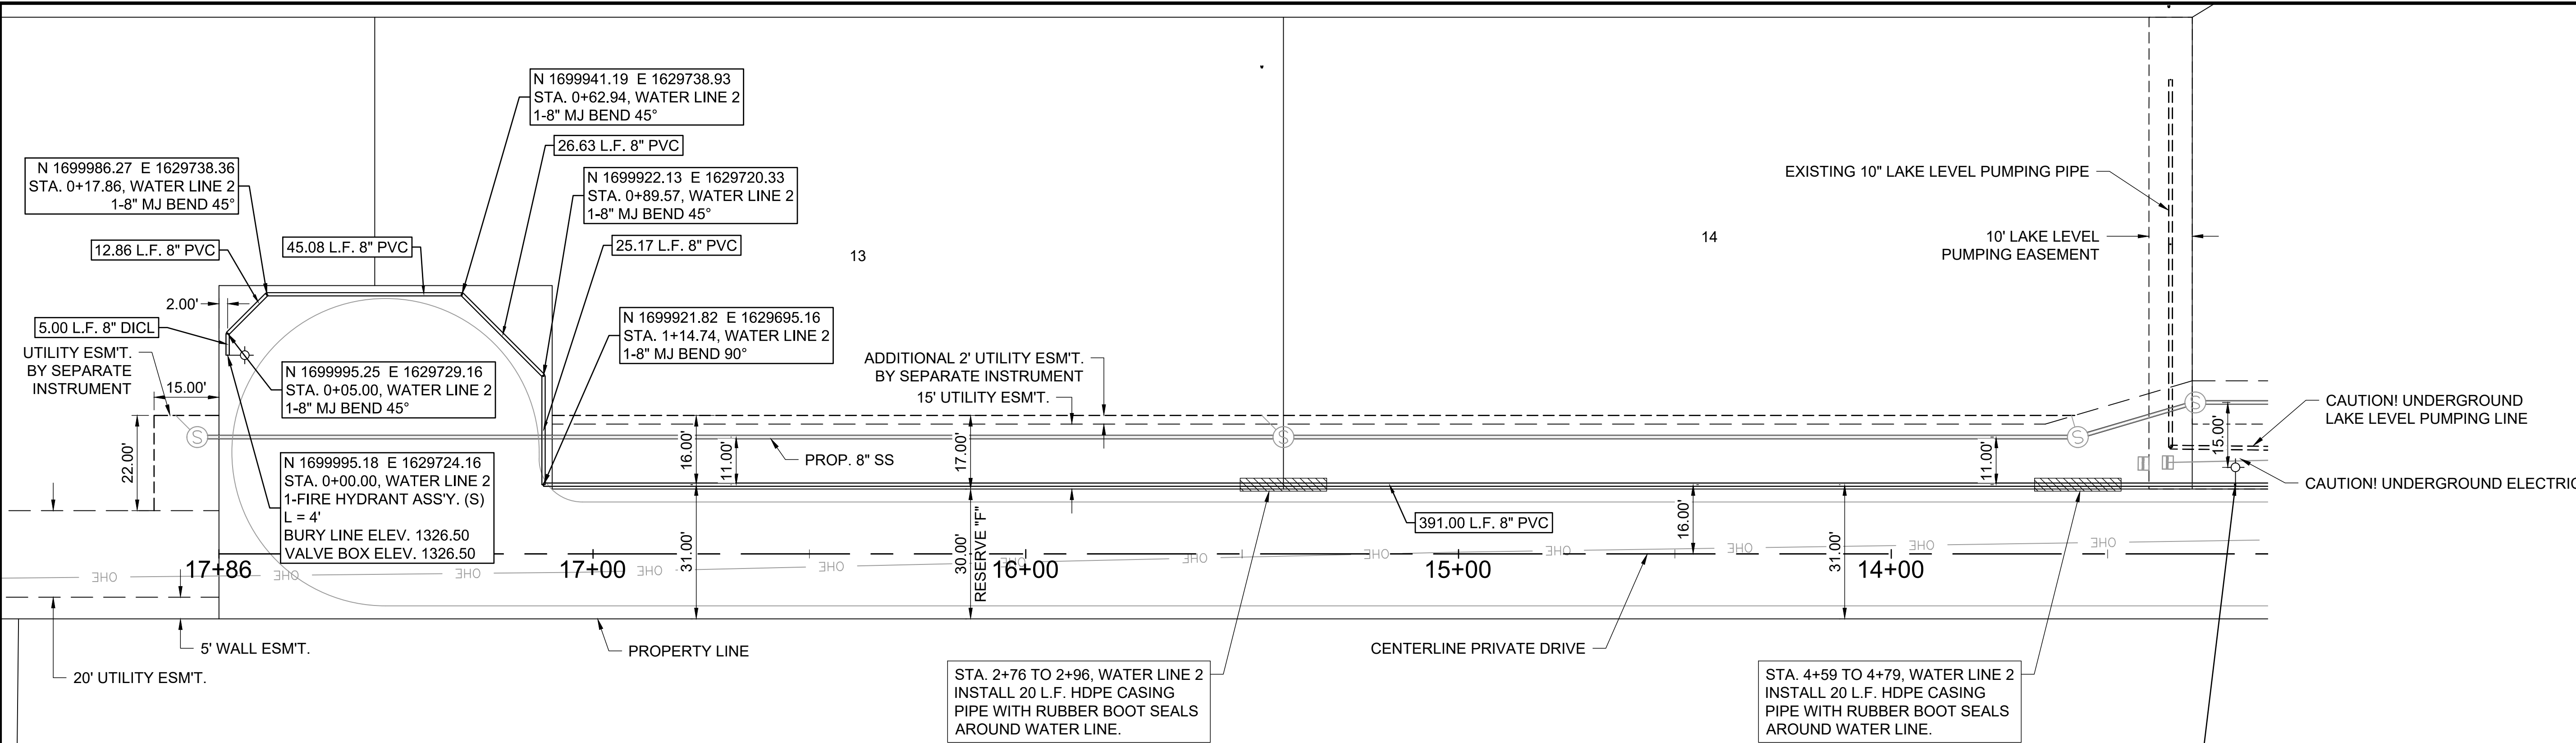 N 1699941.19 E 1629738.93
STA. 0+62.94, WATER LINE 2
1-8" MJ BEND 45°
26.63 L.F. 8" PVC
N 1699986.27 E 1629738.36
STA. 0+17.86, WATER LINE 2
1-8" MJ BEND 45°
N 1699922.13 E 1629720.33
STA. 0+89.57, WATER LINE 2
1-8" MJ BEND 45°
12.86 L.F. 8" PVC
45.08 L.F. 8" PVC
25.17 L.F. 8" PVC
13
14
EXISTING 10" LAKE LEVEL PUMPING PIPE
10' LAKE LEVEL
PUMPING EASEMENT
2.00'
5.00 L.F. 8" DICL
N 1699921.82 E 1629695.16
STA. 1+14.74, WATER LINE 2
1-8" MJ BEND 90°
UTILITY ESM'T.
BY SEPARATE
INSTRUMENT
15.00'
N 1699995.25 E 1629729.16
STA. 0+05.00, WATER LINE 2
1-8" MJ BEND 45°
ADDITIONAL 2' UTILITY ESM'T.
BY SEPARATE INSTRUMENT
15' UTILITY ESM'T.
CAUTION! UNDERGROUND
LAKE LEVEL PUMPING LINE
22.00'
S
S
S
S
16.00'
11.00'
17.00'
11.00'
15.00'
PROP. 8" SS
N 1699995.18 E 1629724.16
STA. 0+00.00, WATER LINE 2
1-FIRE HYDRANT ASS'Y. (S)
L = 4'
BURY LINE ELEV. 1326.50
VALVE BOX ELEV. 1326.50
CAUTION! UNDERGROUND ELECTRIC
391.00 L.F. 8" PVC
16.00'
31.00'
30.00'
RESERVE "F"
31.00'
17+86
17+00
16+00
15+00
14+00
OHE
OHE
OHE
OHE
OHE
OHE
OHE
OHE
OHE
OHE
5' WALL ESM'T.
20' UTILITY ESM'T.
PROPERTY LINE
CENTERLINE PRIVATE DRIVE
STA. 2+76 TO 2+96, WATER LINE 2
INSTALL 20 L.F. HDPE CASING
PIPE WITH RUBBER BOOT SEALS
AROUND WATER LINE.
STA. 4+59 TO 4+79, WATER LINE 2
INSTALL 20 L.F. HDPE CASING
PIPE WITH RUBBER BOOT SEALS
AROUND WATER LINE.